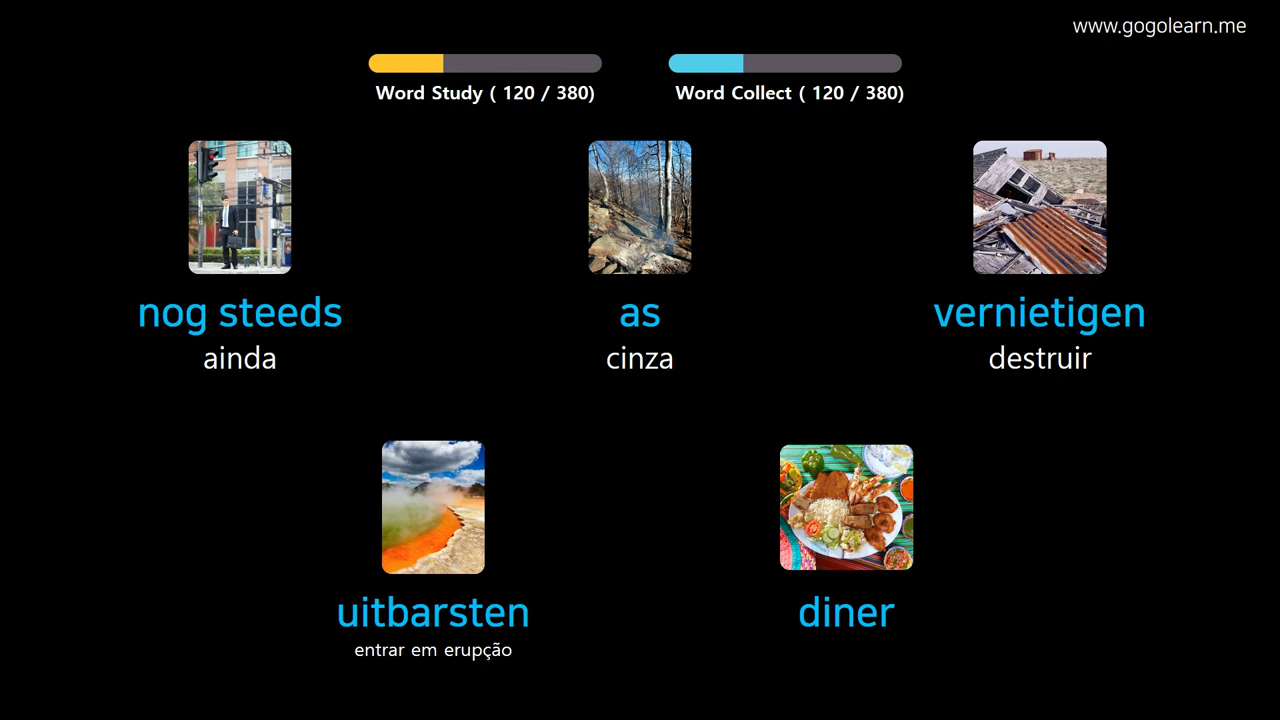 www.gogolearn.me
Word Study ( 120 / 380)
Word Collect ( 120 / 380)
nog steeds
ainda
as
cinza
vernietigen
destruir
uitbarsten
entrar em erupção
diner